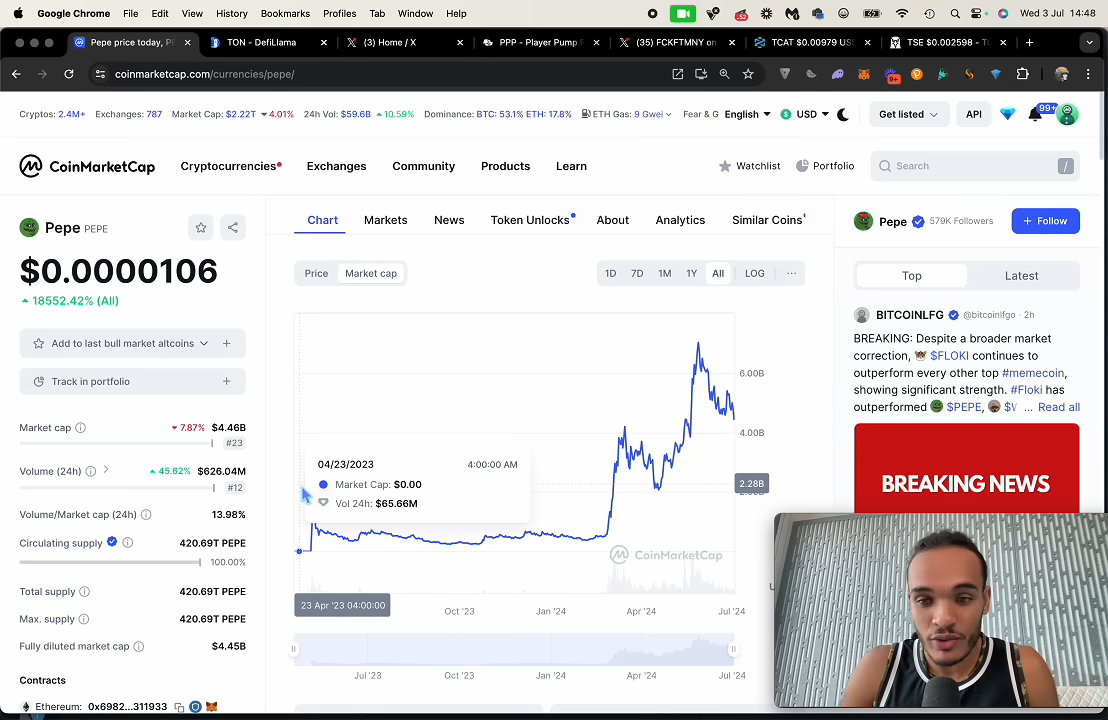 Google Chrome File Edit View History Bookmarks Profiles Tab Window Help
Wed 3 Jul 14:48
Pepe price today, PE
TON - DefiLlama
(3) Home / X
PPP - Player Pump F
(35) FCKFTMNY on
TCAT $0.00979 USD
TSE $0.002598 - TC
coinmarketcap.com/currencies/pepe/
Cryptos: 2.4M+ Exchanges: 787 Market Cap: $2.22T 4.01% 24h Vol: $59.6B 10.59% Dominance: BTC: 53.1% ETH: 17.8% ETH Gas: 9 Gwei Fear & G
English USD Get listed API 99+
CoinMarketCap Cryptocurrencies Exchanges Community Products Learn
Watchlist Portfolio Search /
Pepe PEPE
$0.0000106
18552.42% (All)
Add to last bull market altcoins +
Track in portfolio +
Market cap 7.87% $4.46B
#23
Volume (24h) 45.62% $626.04M
#12
Volume/Market cap (24h) 13.98%
Circulating supply 420.69T PEPE
100.00%
Total supply 420.69T PEPE
Max. supply 420.69T PEPE
Fully diluted market cap $4.45B
Contracts
Ethereum: 0x6982...311933
Chart Markets News Token Unlocks About Analytics Similar Coins
Price Market cap
1D 7D 1M 1Y All LOG ...
6.00B
4.00B
2.28B
04/23/2023 4:00:00 AM
Market Cap: $0.00
Vol 24h: $65.66M
CoinMarketCap
23 Apr '23 04:00:00
Oct '23 Jan '24 Apr '24 Jul '24
Jul '23 Oct '23 Jan '24 Apr '24 Jul '24
Pepe 579K Followers + Follow
Top Latest
BITCOINLFG @bitcoinlfgo · 2h
BREAKING: Despite a broader market
correction, $FLOKI continues to
outperform every other top #memecoin,
showing significant strength. #Floki has
outperformed $PEPE, ... Read all
BREAKING NEWS